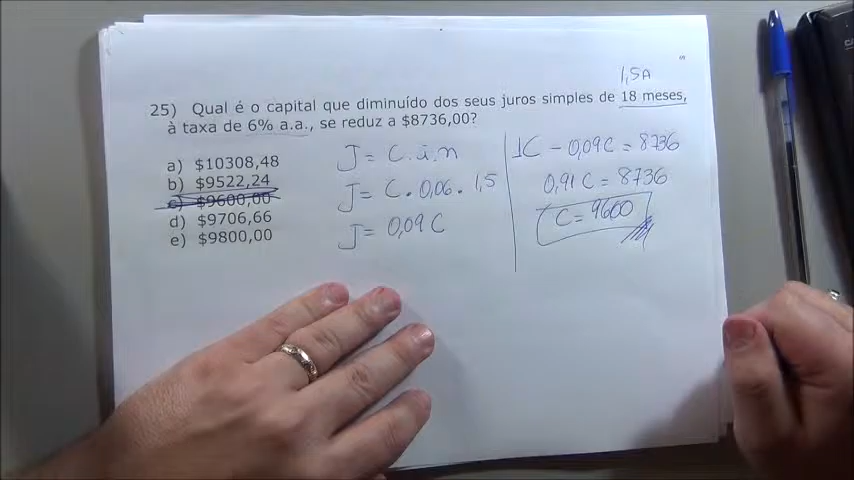 1,5A
25) Qual é o capital que diminuído dos seus juros simples de 18 meses,
à taxa de 6% a.a., se reduz a $8736,00?
a) $10308,48
b) $9522,24
c) $9600,00
d) $9706,66
e) $9800,00
J = C.i.n
J = C . 0,06 . 1,5
J = 0,09 C
1C - 0,09C = 8736
0,91 C = 8736
C = 9600